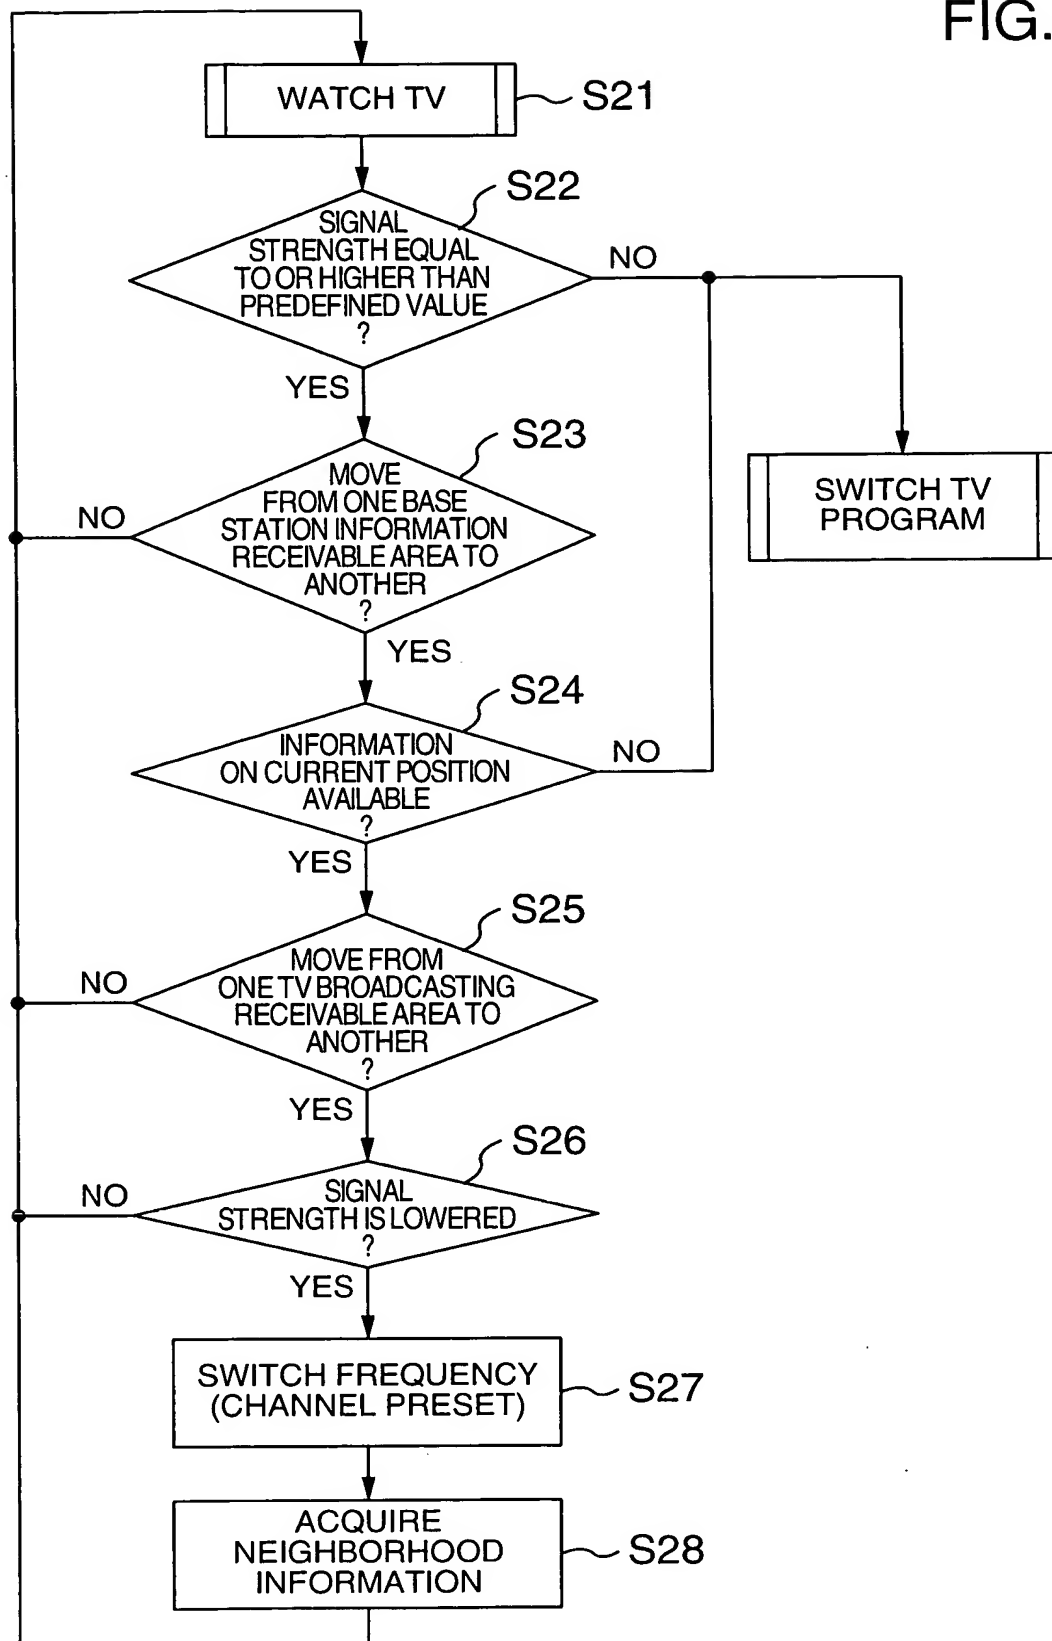 FIG.
WATCH TV
S21
S22
SIGNAL
STRENGTH EQUAL
TO OR HIGHER THAN
PREDEFINED VALUE
?
NO
YES
S23
MOVE
FROM ONE BASE
STATION INFORMATION
RECEIVABLE AREA TO
ANOTHER
?
NO
SWITCH TV
PROGRAM
YES
S24
INFORMATION
ON CURRENT POSITION
AVAILABLE
?
NO
YES
S25
MOVE FROM
ONE TV BROADCASTING
RECEIVABLE AREA TO
ANOTHER
?
NO
YES
S26
SIGNAL
STRENGTH IS LOWERED
?
NO
YES
SWITCH FREQUENCY
(CHANNEL PRESET)
S27
ACQUIRE
NEIGHBORHOOD
INFORMATION
S28